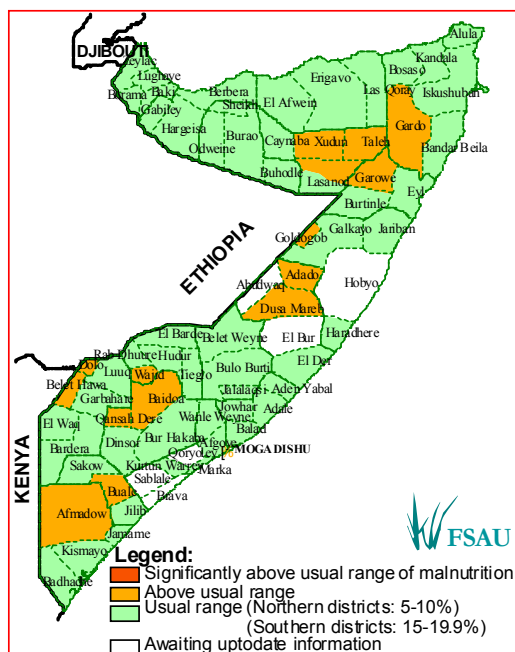 DJIBOUTI
Alula
Kandala
Bosaso
Zeylac
Lughaye
Berbera
Erigavo
Las Qoray
Iskushuban
Baki
Borama
Sheikh
El Afwein
Gabiley
Gardo
Hargeisa
Burao
Caynaba
Xudun
Taleh
Odweine
Bandar Beila
Buhodle
Lasanod
Garowe
Eyl
Burtinle
ETHIOPIA
Galkayo
Jariban
Goldogob
Hobyo
Adado
Abudwaq
Dusa Mareb
El Barde
Belet Weyne
El Bur
Haradhere
Rab Dhuure
Hudur
Dolo
Luuq
Wajid
Tieglo
Bulo Burti
El Der
Belet Hawa
Garbahare
Baidoa
Jalalaqsi
Aden Yabal
KENYA
Qansah Dere
Jowhar
Adale
El Waq
Wanle Weyne
Dinsor
Bur Hakaba
Balad
Bardera
Afgoye
MOGADISHU
Qoryoley
Sakow
Kurtun Warrey
Marka
Sablale
Buale
Brava
Afmadow
Jilib
Jamame
Kismayo
Badhadhe
FSAU
Legend:
Significantly above usual range of malnutrition
Above usual range
Usual range (Northern districts: 5-10%)
(Southern districts: 15-19.9%)
Awaiting uptodate information